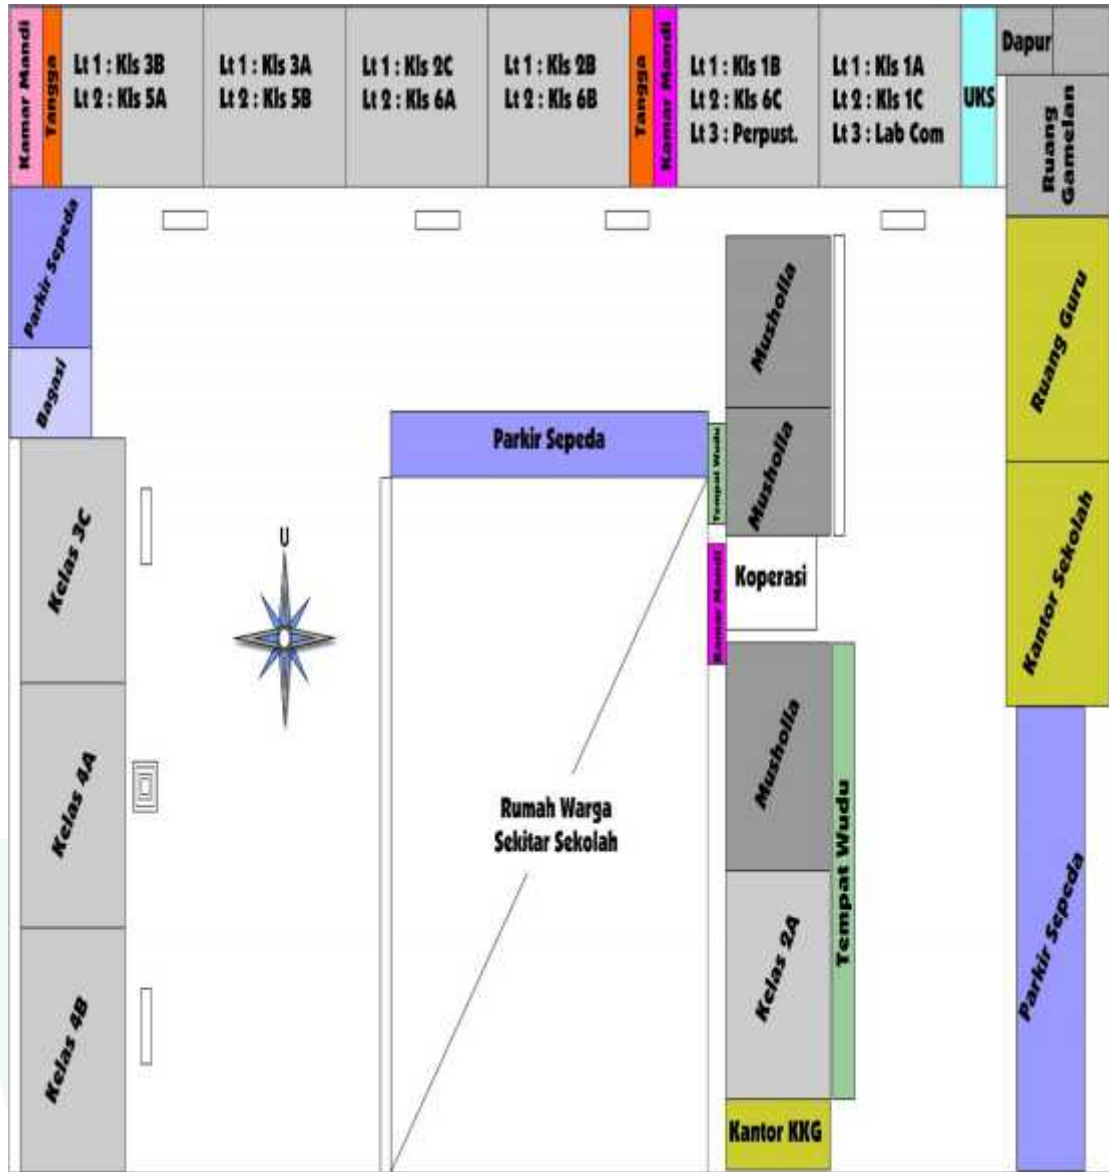 Kamar Mandi
Tangga
Lt 1 : Kls 3B
Lt 2 : Kls 5A
Lt 1 : Kls 3A
Lt 2 : Kls 5B
Lt 1 : Kls 2C
Lt 2 : Kls 6A
Lt 1 : Kls 2B
Lt 2 : Kls 6B
Tangga
Kamar Mandi
Lt 1 : Kls 1B
Lt 2 : Kls 6C
Lt 3 : Perpust.
Lt 1 : Kls 1A
Lt 2 : Kls 1C
Lt 3 : Lab Com
UKS
Dapur
Ruang
Gamelan
Parkir Sepeda
Bagasi
Kelas 3C
Kelas 4A
Kelas 4B
U
Parkir Sepeda
Rumah Warga
Sekitar Sekolah
Musholla
Musholla
Tempat Wudu
Kamar Mandi
Koperasi
Musholla
Tempat Wudu
Kelas 2A
Kantor KKG
Ruang Guru
Kantor Sekolah
Parkir Sepeda